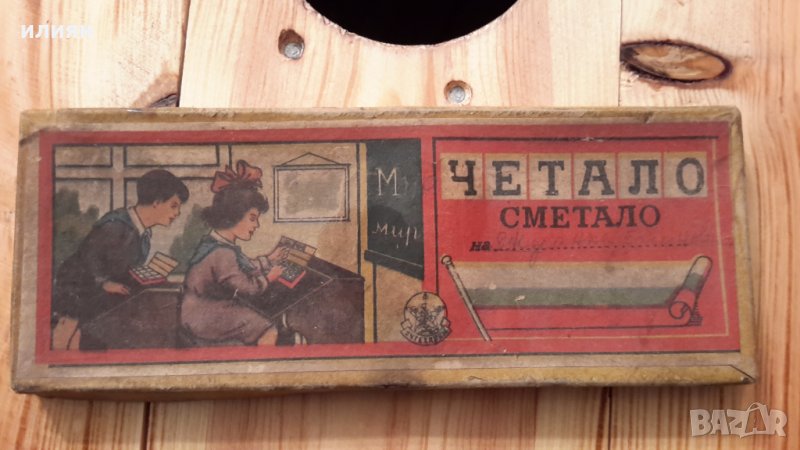 илиян
ЧЕТАЛО
СМЕТАЛО
М
мир
на
BAZAR